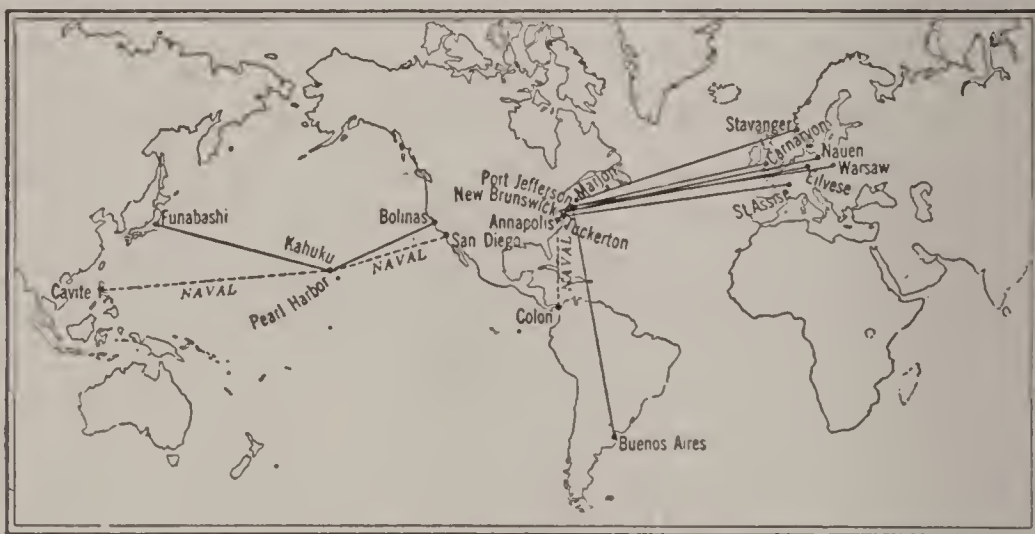 Stavanger
Carnarvon
Nauen
Warsaw
Eilvese
St. Assise
Port Jefferson
Marion
New Brunswick
Annapolis
Tuckerton
Bolinas
San Diego
NAVAL
Funabashi
Kahuku
Cavite
NAVAL
Pearl Harbor
NAVAL
Colon
Buenos Aires